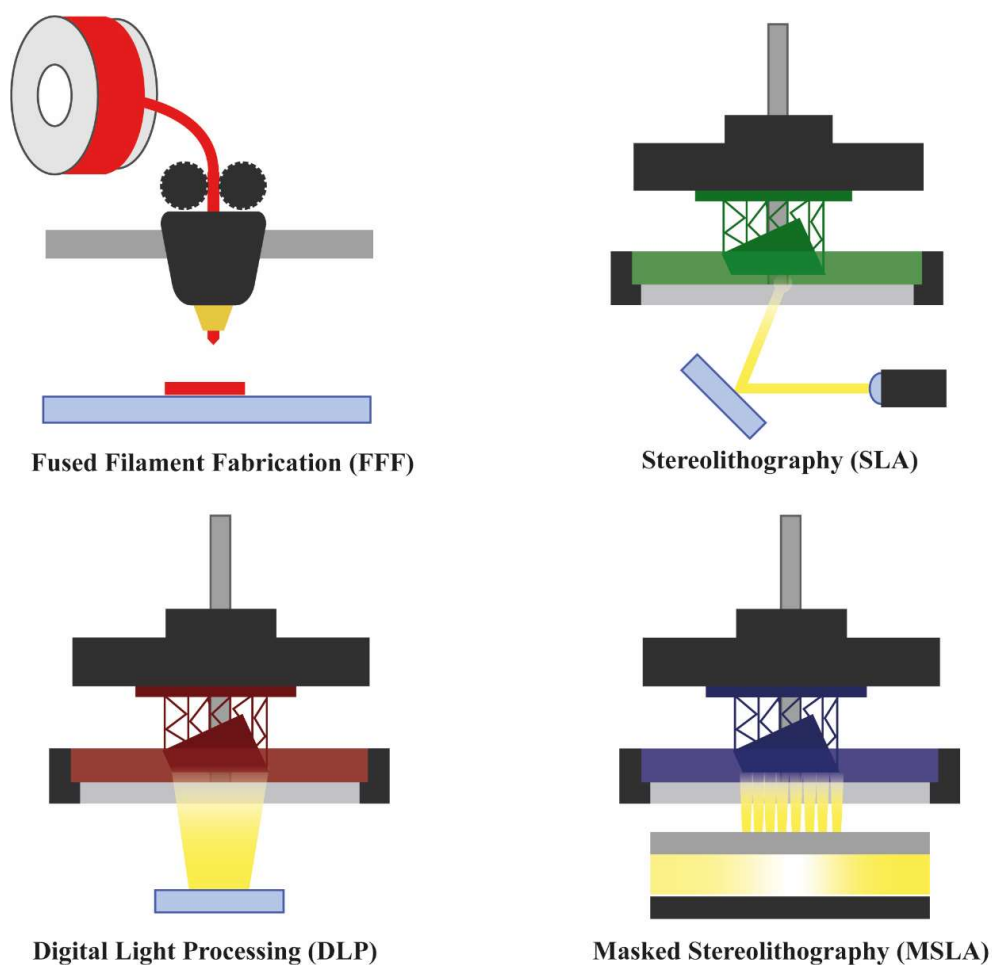 Fused Filament Fabrication (FFF)
Stereolithography (SLA)
Digital Light Processing (DLP)
Masked Stereolithography (MSLA)